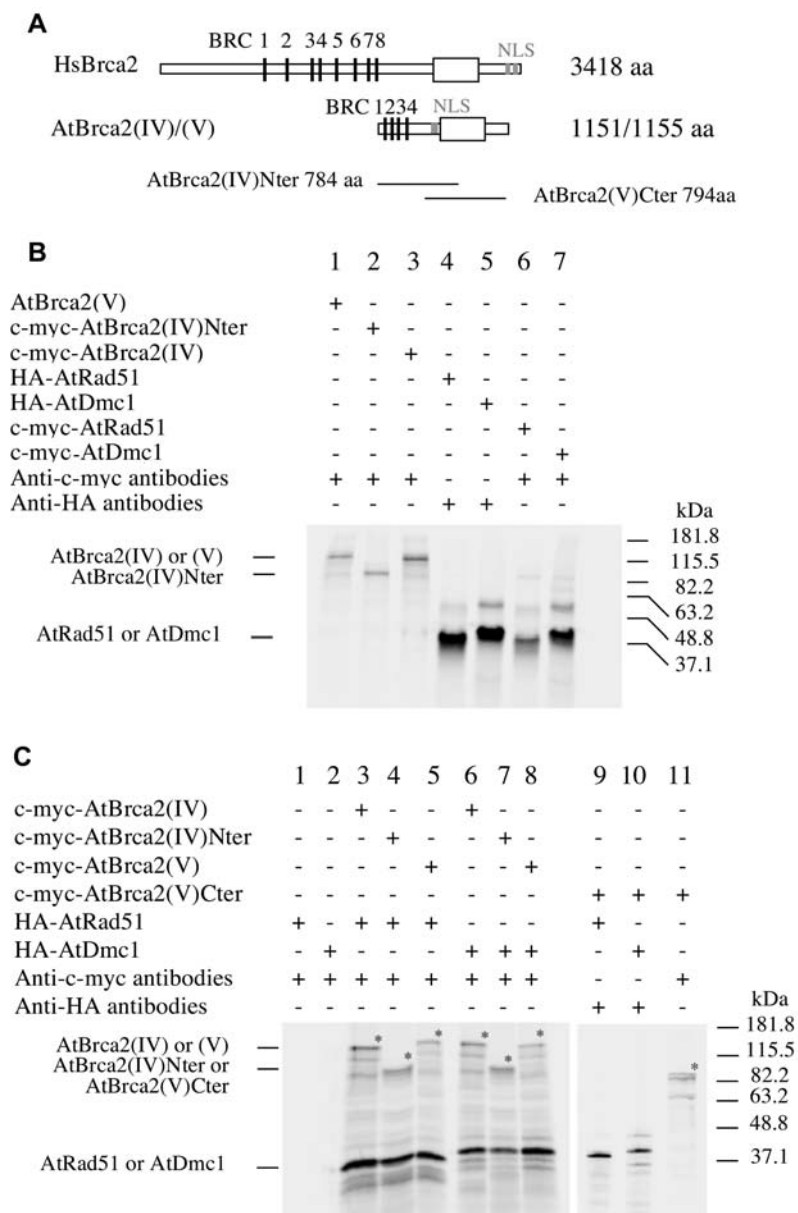 A
BRC 1 2 34 5 6 78 NLS
HsBrca2 3418 aa
BRC 1234 NLS
AtBrca2(IV)/(V) 1151/1155 aa
AtBrca2(IV)Nter 784 aa
AtBrca2(V)Cter 794aa
B
1 2 3 4 5 6 7
AtBrca2(V) + - - - - - -
c-myc-AtBrca2(IV)Nter - + - - - - -
c-myc-AtBrca2(IV) - - + - - - -
HA-AtRad51 - - - + - - -
HA-AtDmc1 - - - - + - -
c-myc-AtRad51 - - - - - + -
c-myc-AtDmc1 - - - - - - +
Anti-c-myc antibodies + + + - - + +
Anti-HA antibodies - - - + + - -
kDa
181.8
AtBrca2(IV) or (V) 115.5
AtBrca2(IV)Nter 82.2
63.2
AtRad51 or AtDmc1 48.8
37.1
C
1 2 3 4 5 6 7 8 9 10 11
c-myc-AtBrca2(IV) - - + - - + - - - - -
c-myc-AtBrca2(IV)Nter - - - + - - + - - - -
c-myc-AtBrca2(V) - - - - + - - + - - -
c-myc-AtBrca2(V)Cter - - - - - - - - + + +
HA-AtRad51 + - + + + - - - + - -
HA-AtDmc1 - + - - - + + + - + -
Anti-c-myc antibodies + + + + + + + + - - +
Anti-HA antibodies - - - - - - - - + + -
kDa
181.8
AtBrca2(IV) or (V) * * * * * * 115.5
AtBrca2(IV)Nter or * 82.2
AtBrca2(V)Cter 63.2
48.8
AtRad51 or AtDmc1 37.1